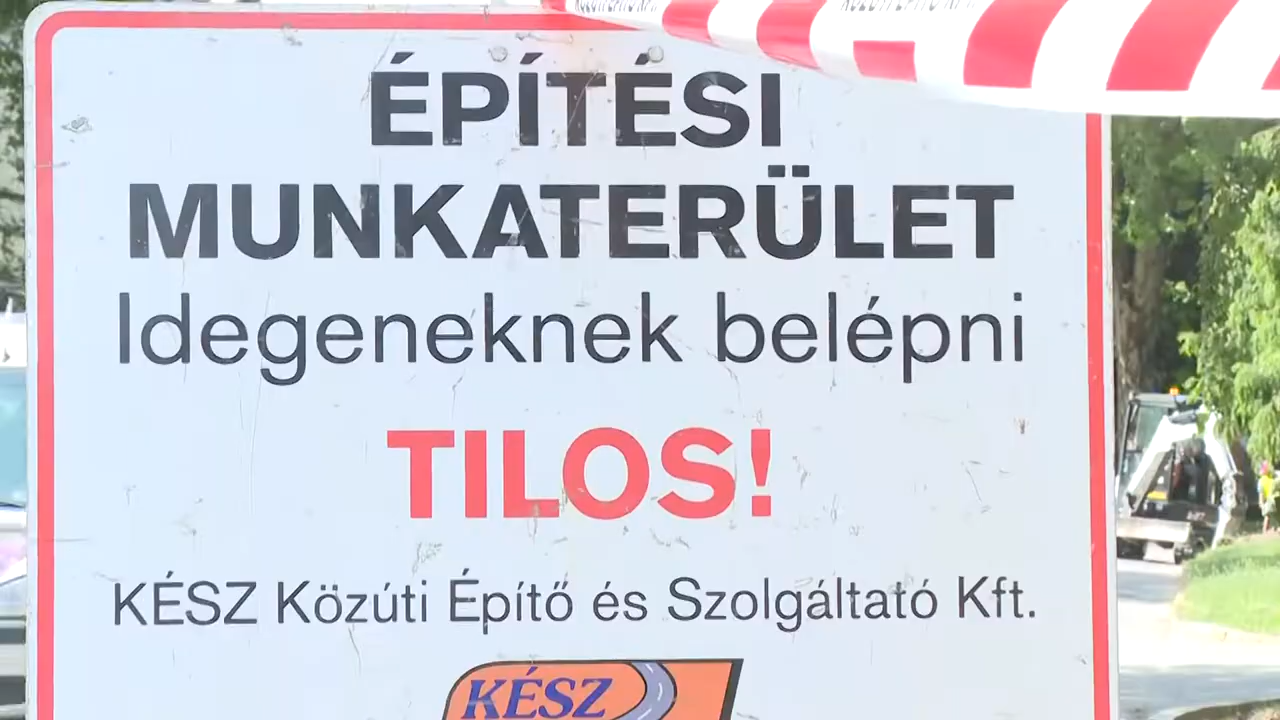 ÉPÍTÉSI
MUNKATERÜLET
Idegeneknek belépni
TILOS!
KÉSZ Közúti Építő és Szolgáltató Kft.
KÉSZ